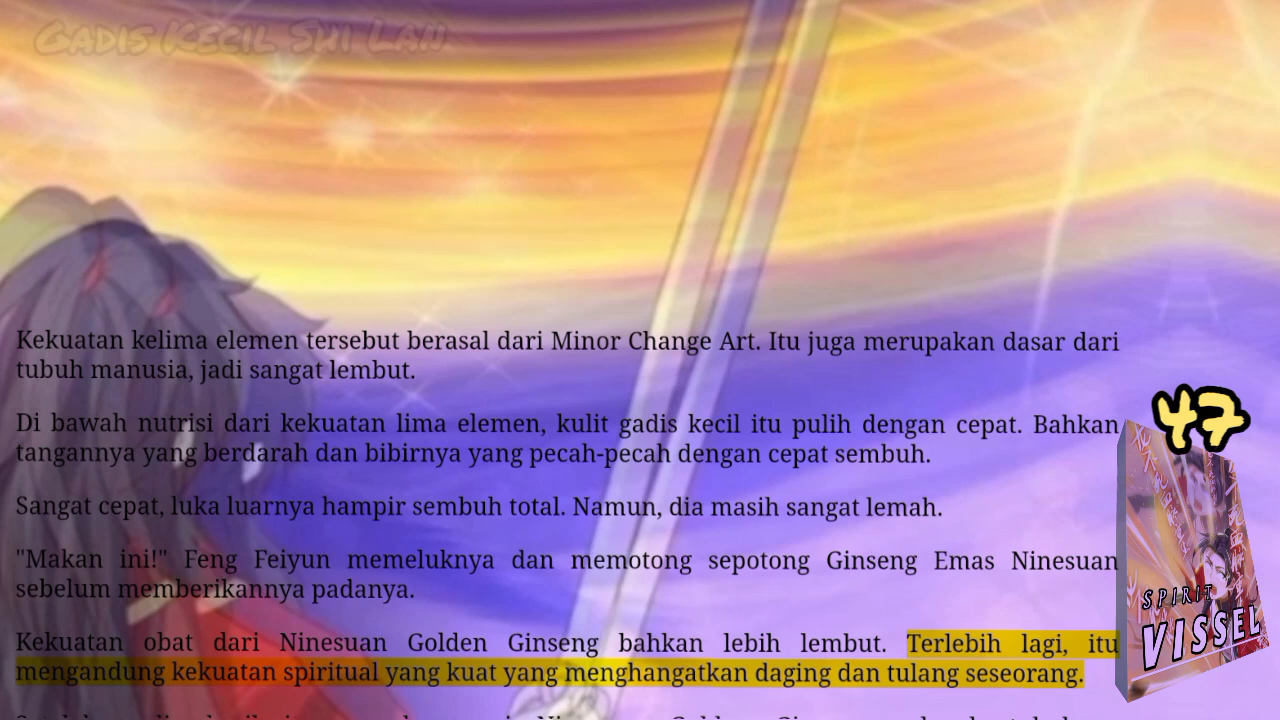 Gadis Kecil Shi Lan
Kekuatan kelima elemen tersebut berasal dari Minor Change Art. Itu juga merupakan dasar dari
tubuh manusia, jadi sangat lembut.
Di bawah nutrisi dari kekuatan lima elemen, kulit gadis kecil itu pulih dengan cepat. Bahkan
tangannya yang berdarah dan bibirnya yang pecah-pecah dengan cepat sembuh.
Sangat cepat, luka luarnya hampir sembuh total. Namun, dia masih sangat lemah.
"Makan ini!" Feng Feiyun memeluknya dan memotong sepotong Ginseng Emas Ninesuan
sebelum memberikannya padanya.
Kekuatan obat dari Ninesuan Golden Ginseng bahkan lebih lembut. Terlebih lagi, itu
mengandung kekuatan spiritual yang kuat yang menghangatkan daging dan tulang seseorang.
47
SPIRIT
VISSEL